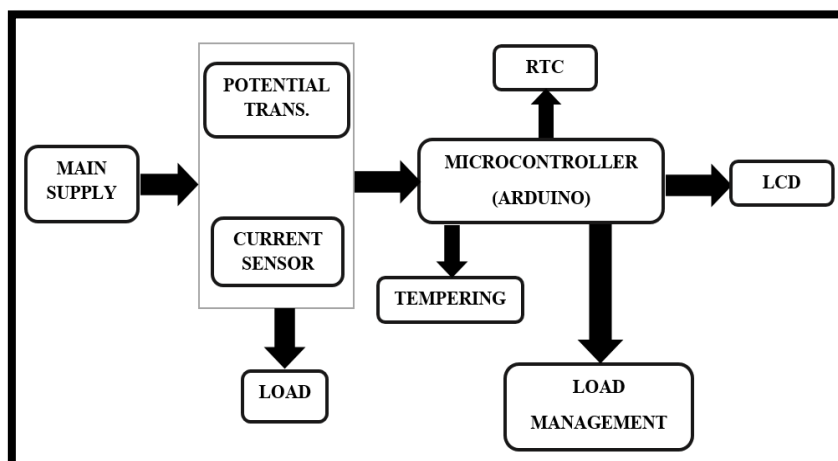 POTENTIAL
TRANS.
RTC
MAIN
SUPPLY
MICROCONTROLLER
(ARDUINO)
LCD
CURRENT
SENSOR
TEMPERING
LOAD
LOAD
MANAGEMENT